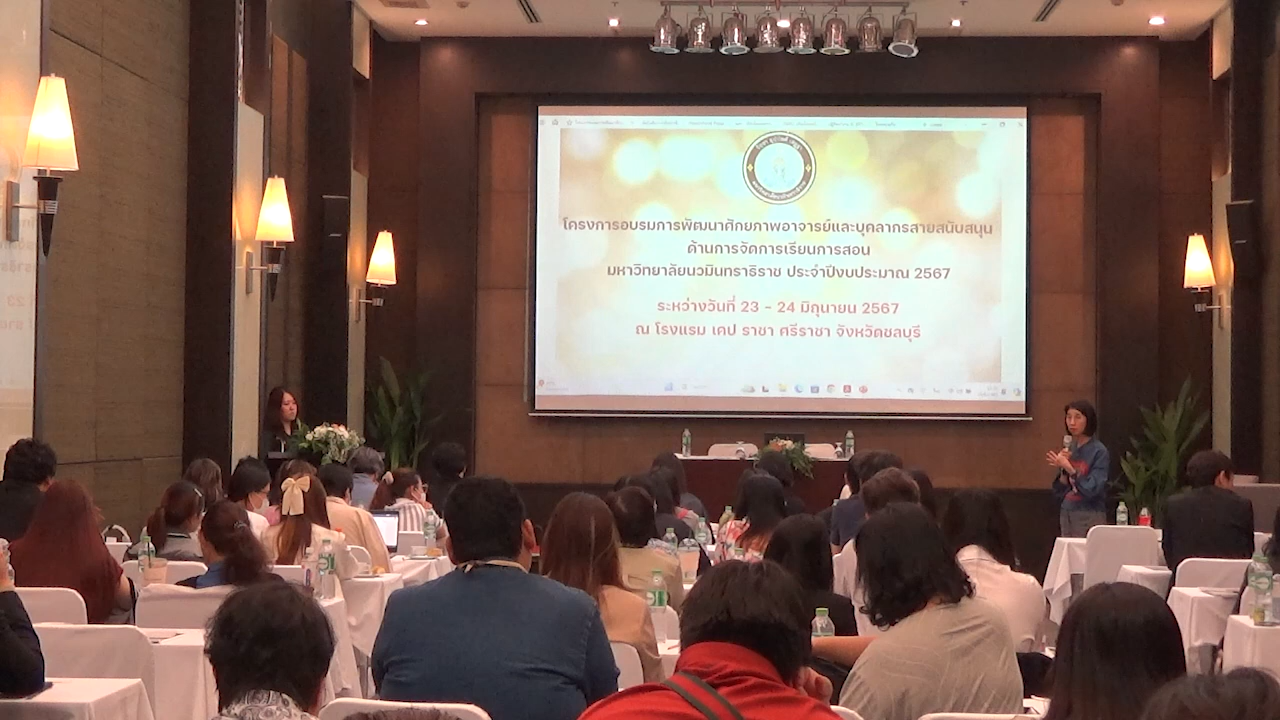 โครงการอบรมการพัฒนาศักยภาพอาจารย์และบุคลากรสายสนับสนุน
ด้านการจัดการเรียนการสอน
มหาวิทยาลัยนวมินทราธิราช ประจำปีงบประมาณ 2567
ระหว่างวันที่ 23 - 24 มิถุนายน 2567
ณ โรงแรม เคป ราชา ศรีราชา จังหวัดชลบุรี